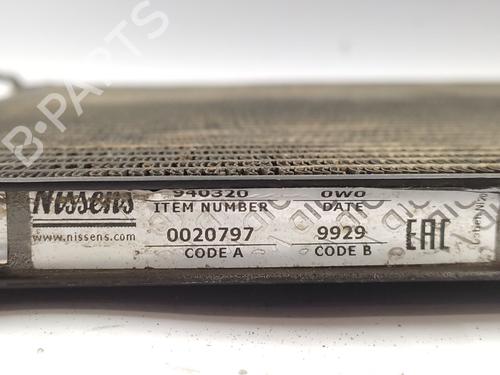 B-PARTS
Nissens 940320 0W0
ITEM NUMBER DATE
www.nissens.com 0020797 9929 EAC
CODE A CODE B